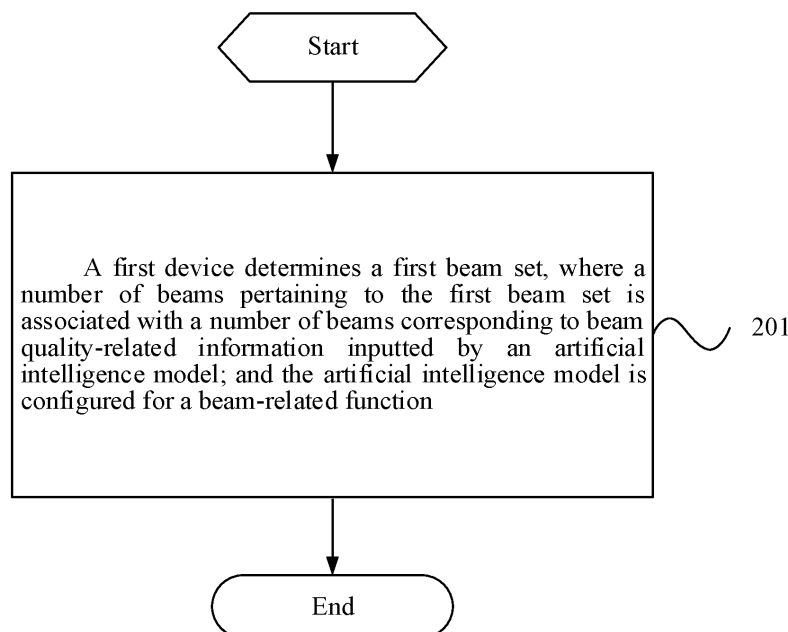 Start
A first device determines a first beam set, where a
number of beams pertaining to the first beam set is
associated with a number of beams corresponding to beam
quality-related information inputted by an artificial
intelligence model; and the artificial intelligence model is
configured for a beam-related function
201
End